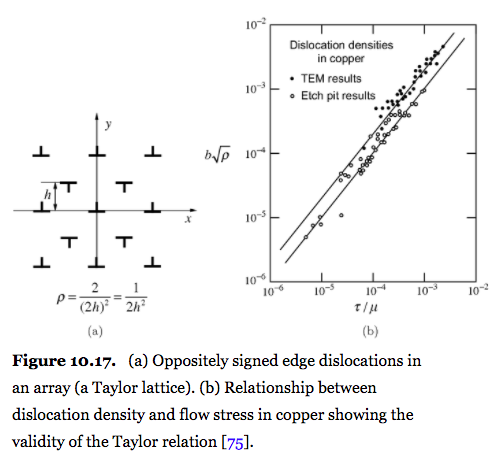 y
h
x
ρ = 2/(2h)² = 1/2h²
(a)
10⁻²
10⁻³
b√ρ
10⁻⁴
10⁻⁵
10⁻⁶
Dislocation densities
in copper
• TEM results
○ Etch pit results
10⁻⁶ 10⁻⁵ 10⁻⁴ 10⁻³ 10⁻²
τ/μ
(b)
Figure 10.17. (a) Oppositely signed edge dislocations in
an array (a Taylor lattice). (b) Relationship between
dislocation density and flow stress in copper showing the
validity of the Taylor relation [75].